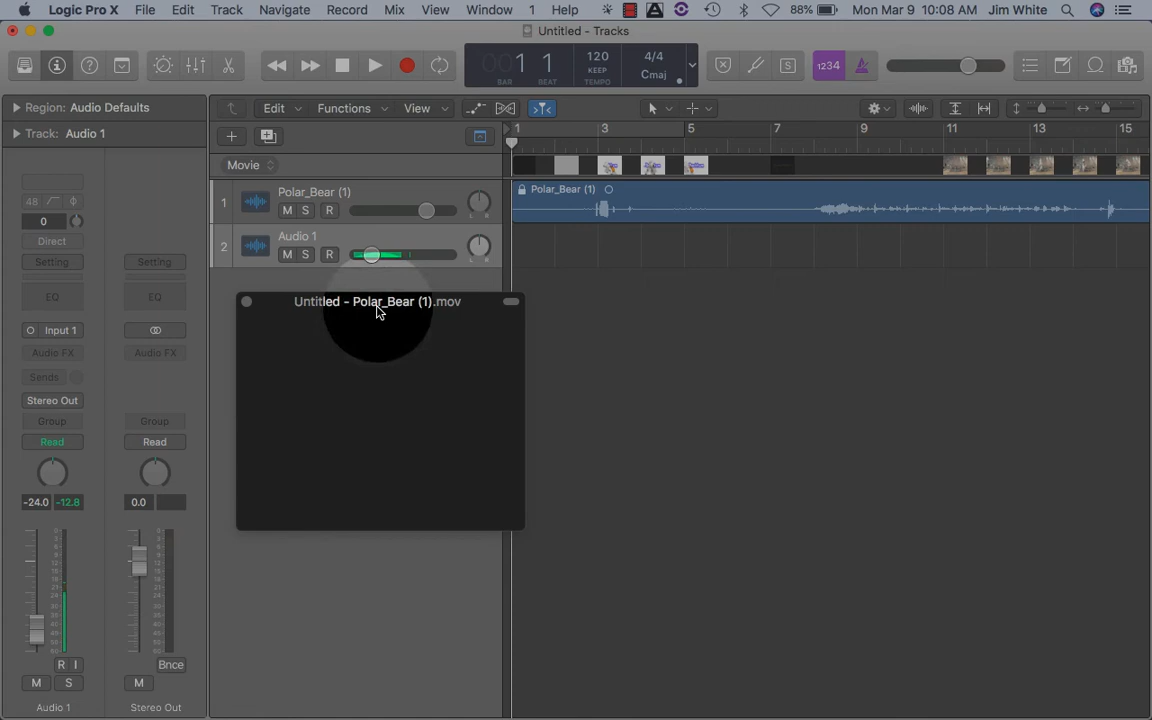 Logic Pro X File Edit Track Navigate Record Mix View Window 1 Help 88% Mon Mar 9 10:08 AM Jim White
Untitled - Tracks
001 1 120 4/4 1234
KEEP Cmaj
BAR BEAT TEMPO
Region: Audio Defaults Edit Functions View
Track: Audio 1 1 3 5 7 9 11 13 15
Movie
48
1 Polar_Bear (1) Polar_Bear (1)
M S R L R
0
Direct
2 Audio 1
M S R L R
Setting Setting
EQ EQ
Untitled - Polar_Bear (1).mov
Input 1
Audio FX Audio FX
Sends
Stereo Out
Group Group
Read Read
-24.0 -12.8 0.0
R I Bnce
M S M
Audio 1 Stereo Out